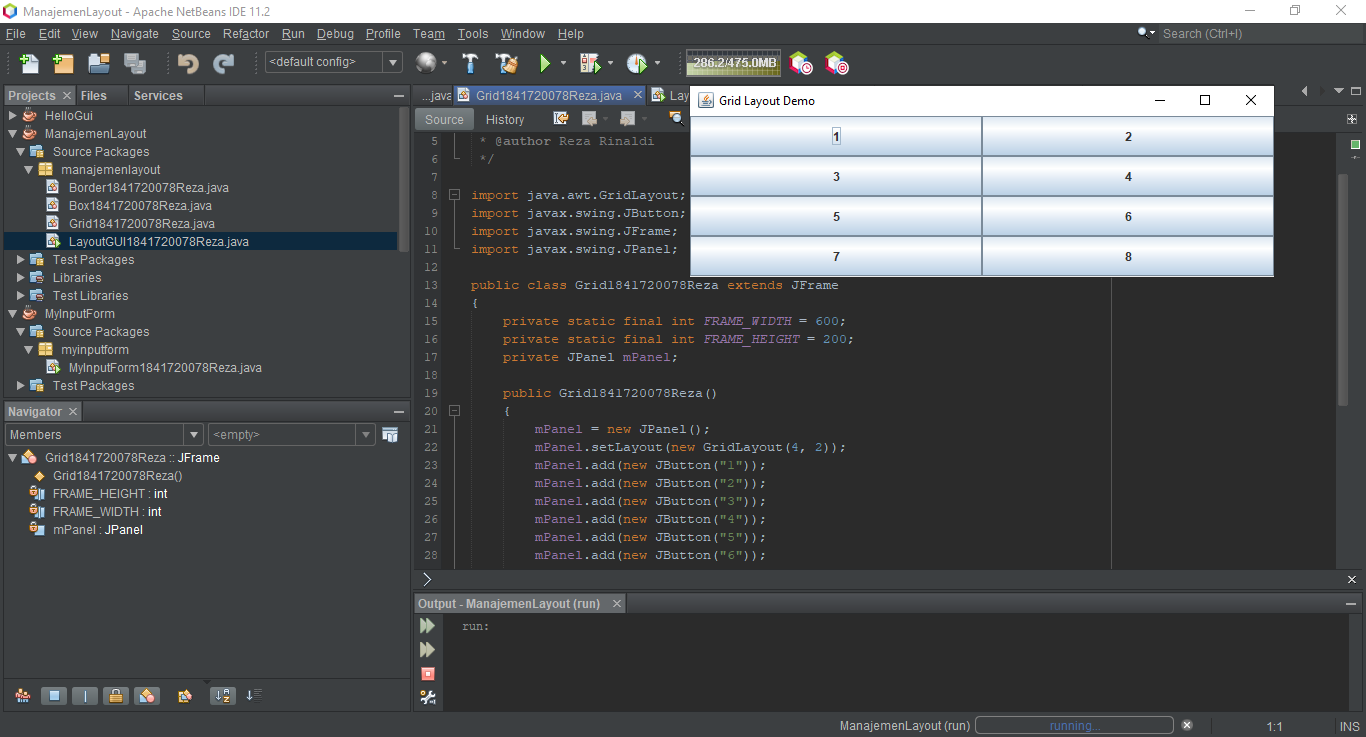 ManajemenLayout - Apache NetBeans IDE 11.2
File Edit View Navigate Source Refactor Run Debug Profile Team Tools Window Help
Search (Ctrl+I)
<default config>
286.2/475.0MB
Projects Files Services
HelloGui
ManajemenLayout
Source Packages
manajemenlayout
Border1841720078Reza.java
Box1841720078Reza.java
Grid1841720078Reza.java
LayoutGUI1841720078Reza.java
Test Packages
Libraries
Test Libraries
MyInputForm
Source Packages
myinputform
MyInputForm1841720078Reza.java
Test Packages
Navigator
Members <empty>
Grid1841720078Reza :: JFrame
Grid1841720078Reza()
FRAME_HEIGHT : int
FRAME_WIDTH : int
mPanel : JPanel
...java Grid1841720078Reza.java Lay
Source History
5 * @author Reza Rinaldi
6 */
7
8 import java.awt.GridLayout;
9 import javax.swing.JButton;
10 import javax.swing.JFrame;
11 import javax.swing.JPanel;
12
13 public class Grid1841720078Reza extends JFrame
14 {
15 private static final int FRAME_WIDTH = 600;
16 private static final int FRAME_HEIGHT = 200;
17 private JPanel mPanel;
18
19 public Grid1841720078Reza()
20 {
21 mPanel = new JPanel();
22 mPanel.setLayout(new GridLayout(4, 2));
23 mPanel.add(new JButton("1"));
24 mPanel.add(new JButton("2"));
25 mPanel.add(new JButton("3"));
26 mPanel.add(new JButton("4"));
27 mPanel.add(new JButton("5"));
28 mPanel.add(new JButton("6"));
Grid Layout Demo
1 2
3 4
5 6
7 8
Output - ManajemenLayout (run)
run:
ManajemenLayout (run) running... 1:1 INS